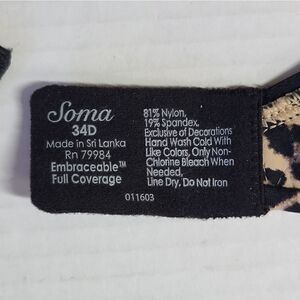 Soma
34D
Made in Sri Lanka
Rn 79984
Embraceable™
Full Coverage
81% Nylon,
19% Spandex,
Exclusive of Decorations
Hand Wash Cold With
Like Colors, Only Non-
Chlorine Bleach When
Needed,
Line Dry, Do Not Iron
011603